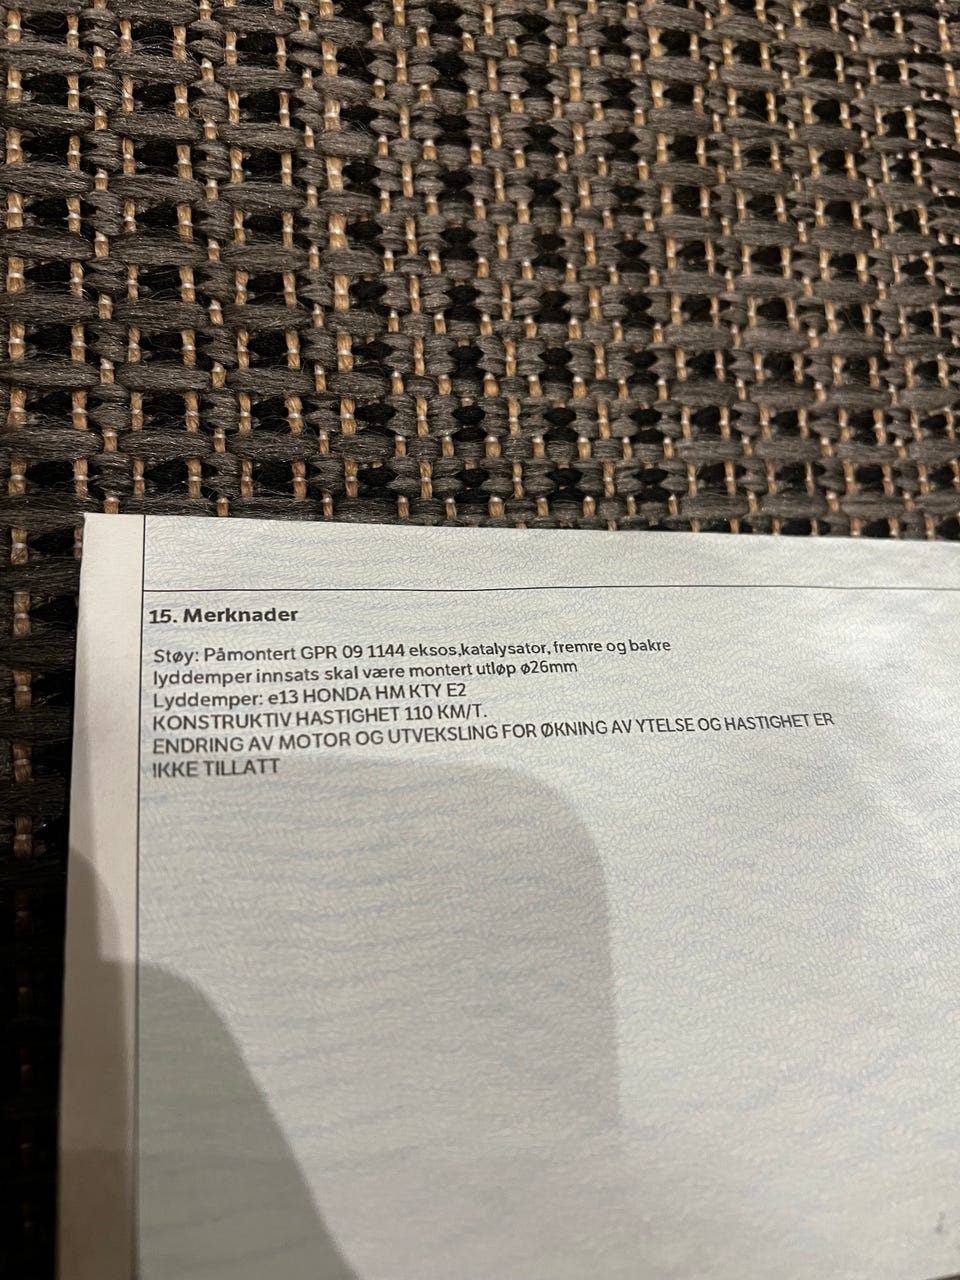 15. Merknader
Støy: Påmontert GPR 09 1144 eksos,katalysator, fremre og bakre
lyddemper innsats skal være montert utløp ø26mm
Lyddemper: e13 HONDA HM KTY E2
KONSTRUKTIV HASTIGHET 110 KM/T.
ENDRING AV MOTOR OG UTVEKSLING FOR ØKNING AV YTELSE OG HASTIGHET ER
IKKE TILLATT